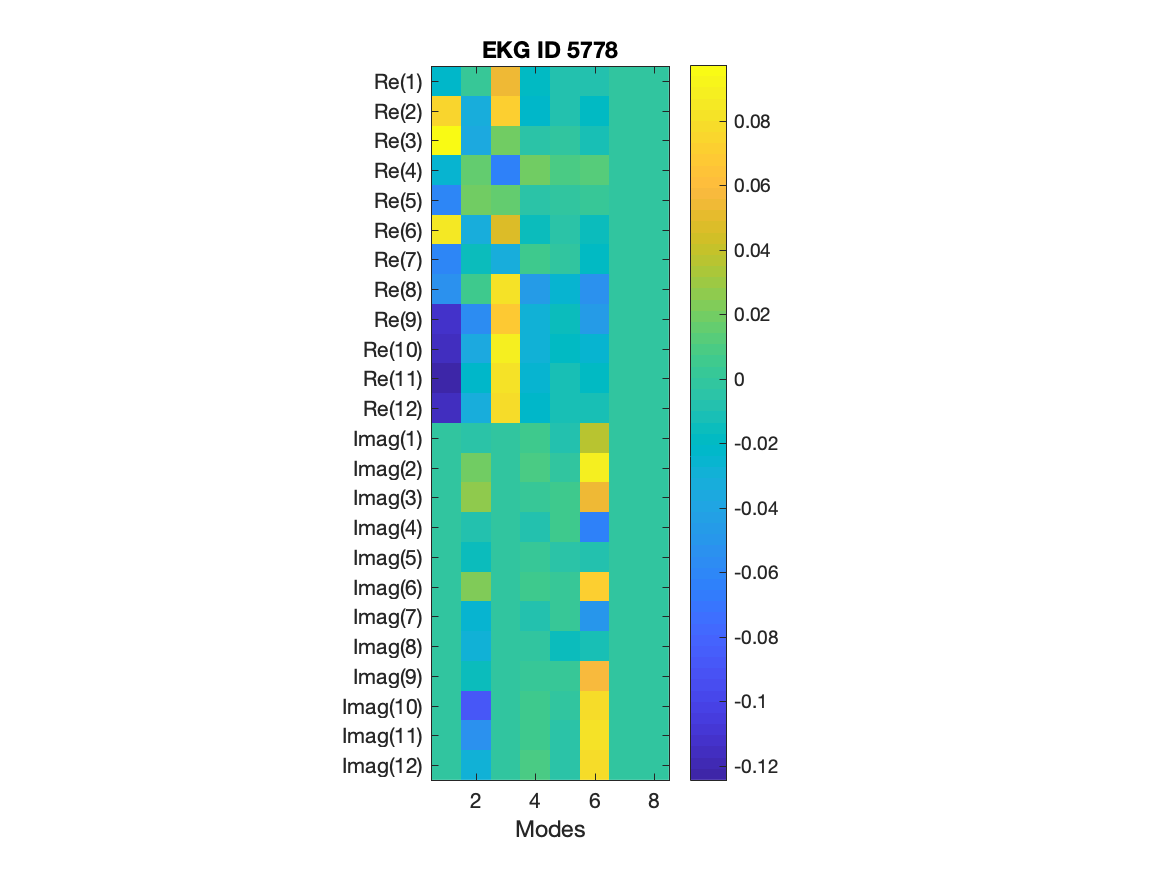 EKG ID 5778
Re(1)
Re(2)
Re(3)
Re(4)
Re(5)
Re(6)
Re(7)
Re(8)
Re(9)
Re(10)
Re(11)
Re(12)
Imag(1)
Imag(2)
Imag(3)
Imag(4)
Imag(5)
Imag(6)
Imag(7)
Imag(8)
Imag(9)
Imag(10)
Imag(11)
Imag(12)
2 4 6 8
Modes
0.08
0.06
0.04
0.02
0
-0.02
-0.04
-0.06
-0.08
-0.1
-0.12